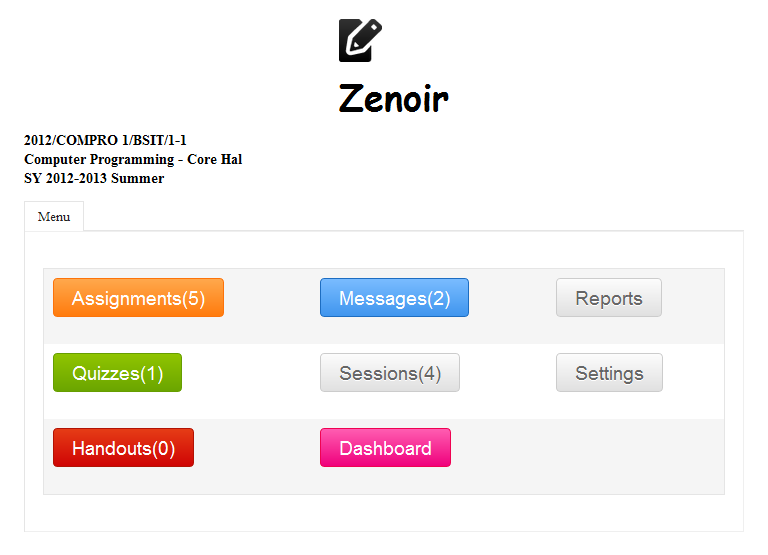 Zenoir
2012/COMPRO 1/BSIT/1-1
Computer Programming - Core Hal
SY 2012-2013 Summer
Menu
Assignments(5)
Messages(2)
Reports
Quizzes(1)
Sessions(4)
Settings
Handouts(0)
Dashboard